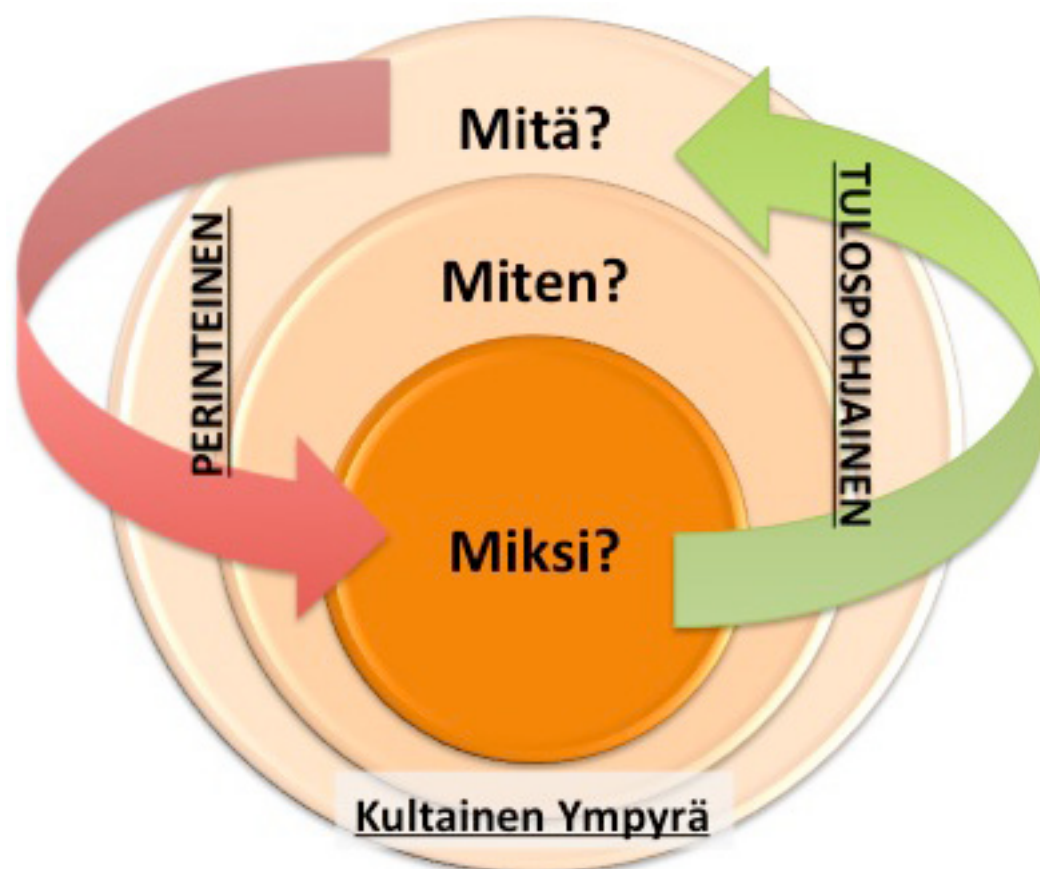 Mitä?
Miten?
Miksi?
PERINTEINEN
TULOSPOHJAINEN
Kultainen Ympyrä